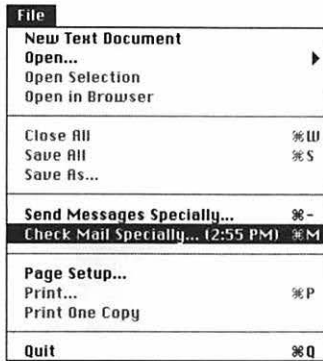 File
New Text Document
Open...
Open Selection
Open in Browser
Close All ⌘W
Save All ⌘S
Save As...
Send Messages Specially... ⌘-
Check Mail Specially... (2:55 PM) ⌘M
Page Setup...
Print... ⌘P
Print One Copy
Quit ⌘Q